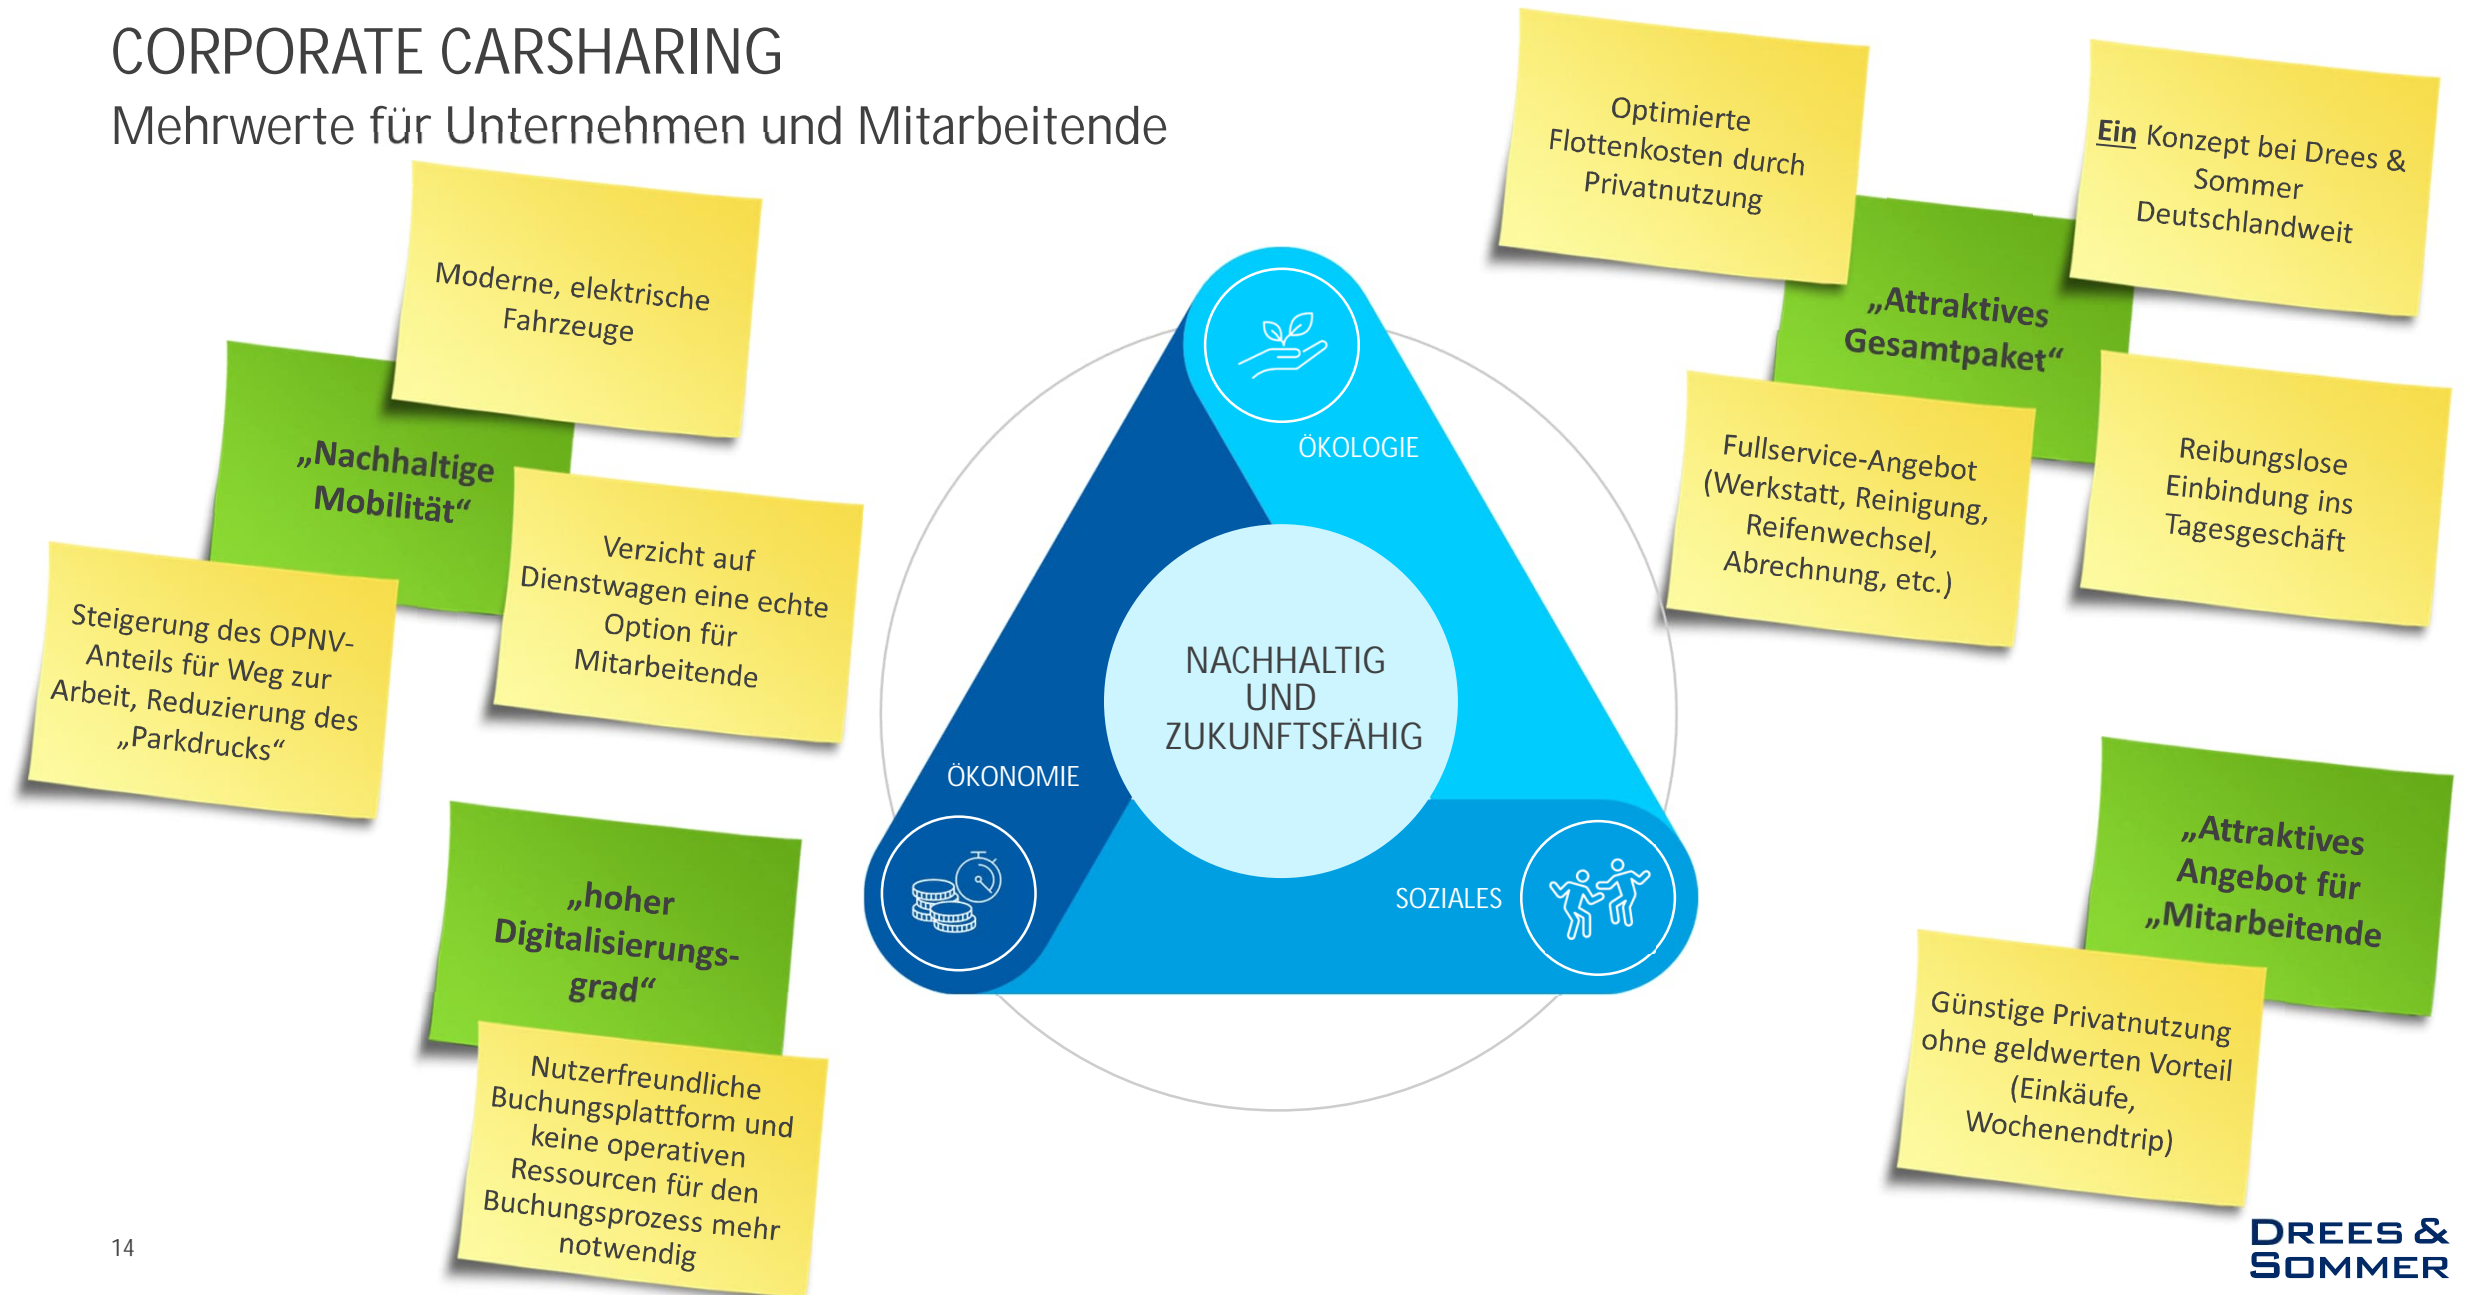 CORPORATE CARSHARING
Mehrwerte für Unternehmen und Mitarbeitende
Moderne, elektrische
Fahrzeuge
„Nachhaltige
Mobilität“
Verzicht auf
Dienstwagen eine echte
Option für
Mitarbeitende
Steigerung des OPNV-
Anteils für Weg zur
Arbeit, Reduzierung des
„Parkdrucks“
„hoher
Digitalisierungs-
grad“
Nutzerfreundliche
Buchungsplattform und
keine operativen
Ressourcen für den
Buchungsprozess mehr
notwendig
ÖKOLOGIE
NACHHALTIG
UND
ZUKUNFTSFÄHIG
ÖKONOMIE
SOZIALES
Optimierte
Flottenkosten durch
Privatnutzung
Ein Konzept bei Drees &
Sommer
Deutschlandweit
„Attraktives
Gesamtpaket“
Fullservice-Angebot
(Werkstatt, Reinigung,
Reifenwechsel,
Abrechnung, etc.)
Reibungslose
Einbindung ins
Tagesgeschäft
„Attraktives
Angebot für
„Mitarbeitende
Günstige Privatnutzung
ohne geldwerten Vorteil
(Einkäufe,
Wochenendtrip)
14
DREES &
SOMMER